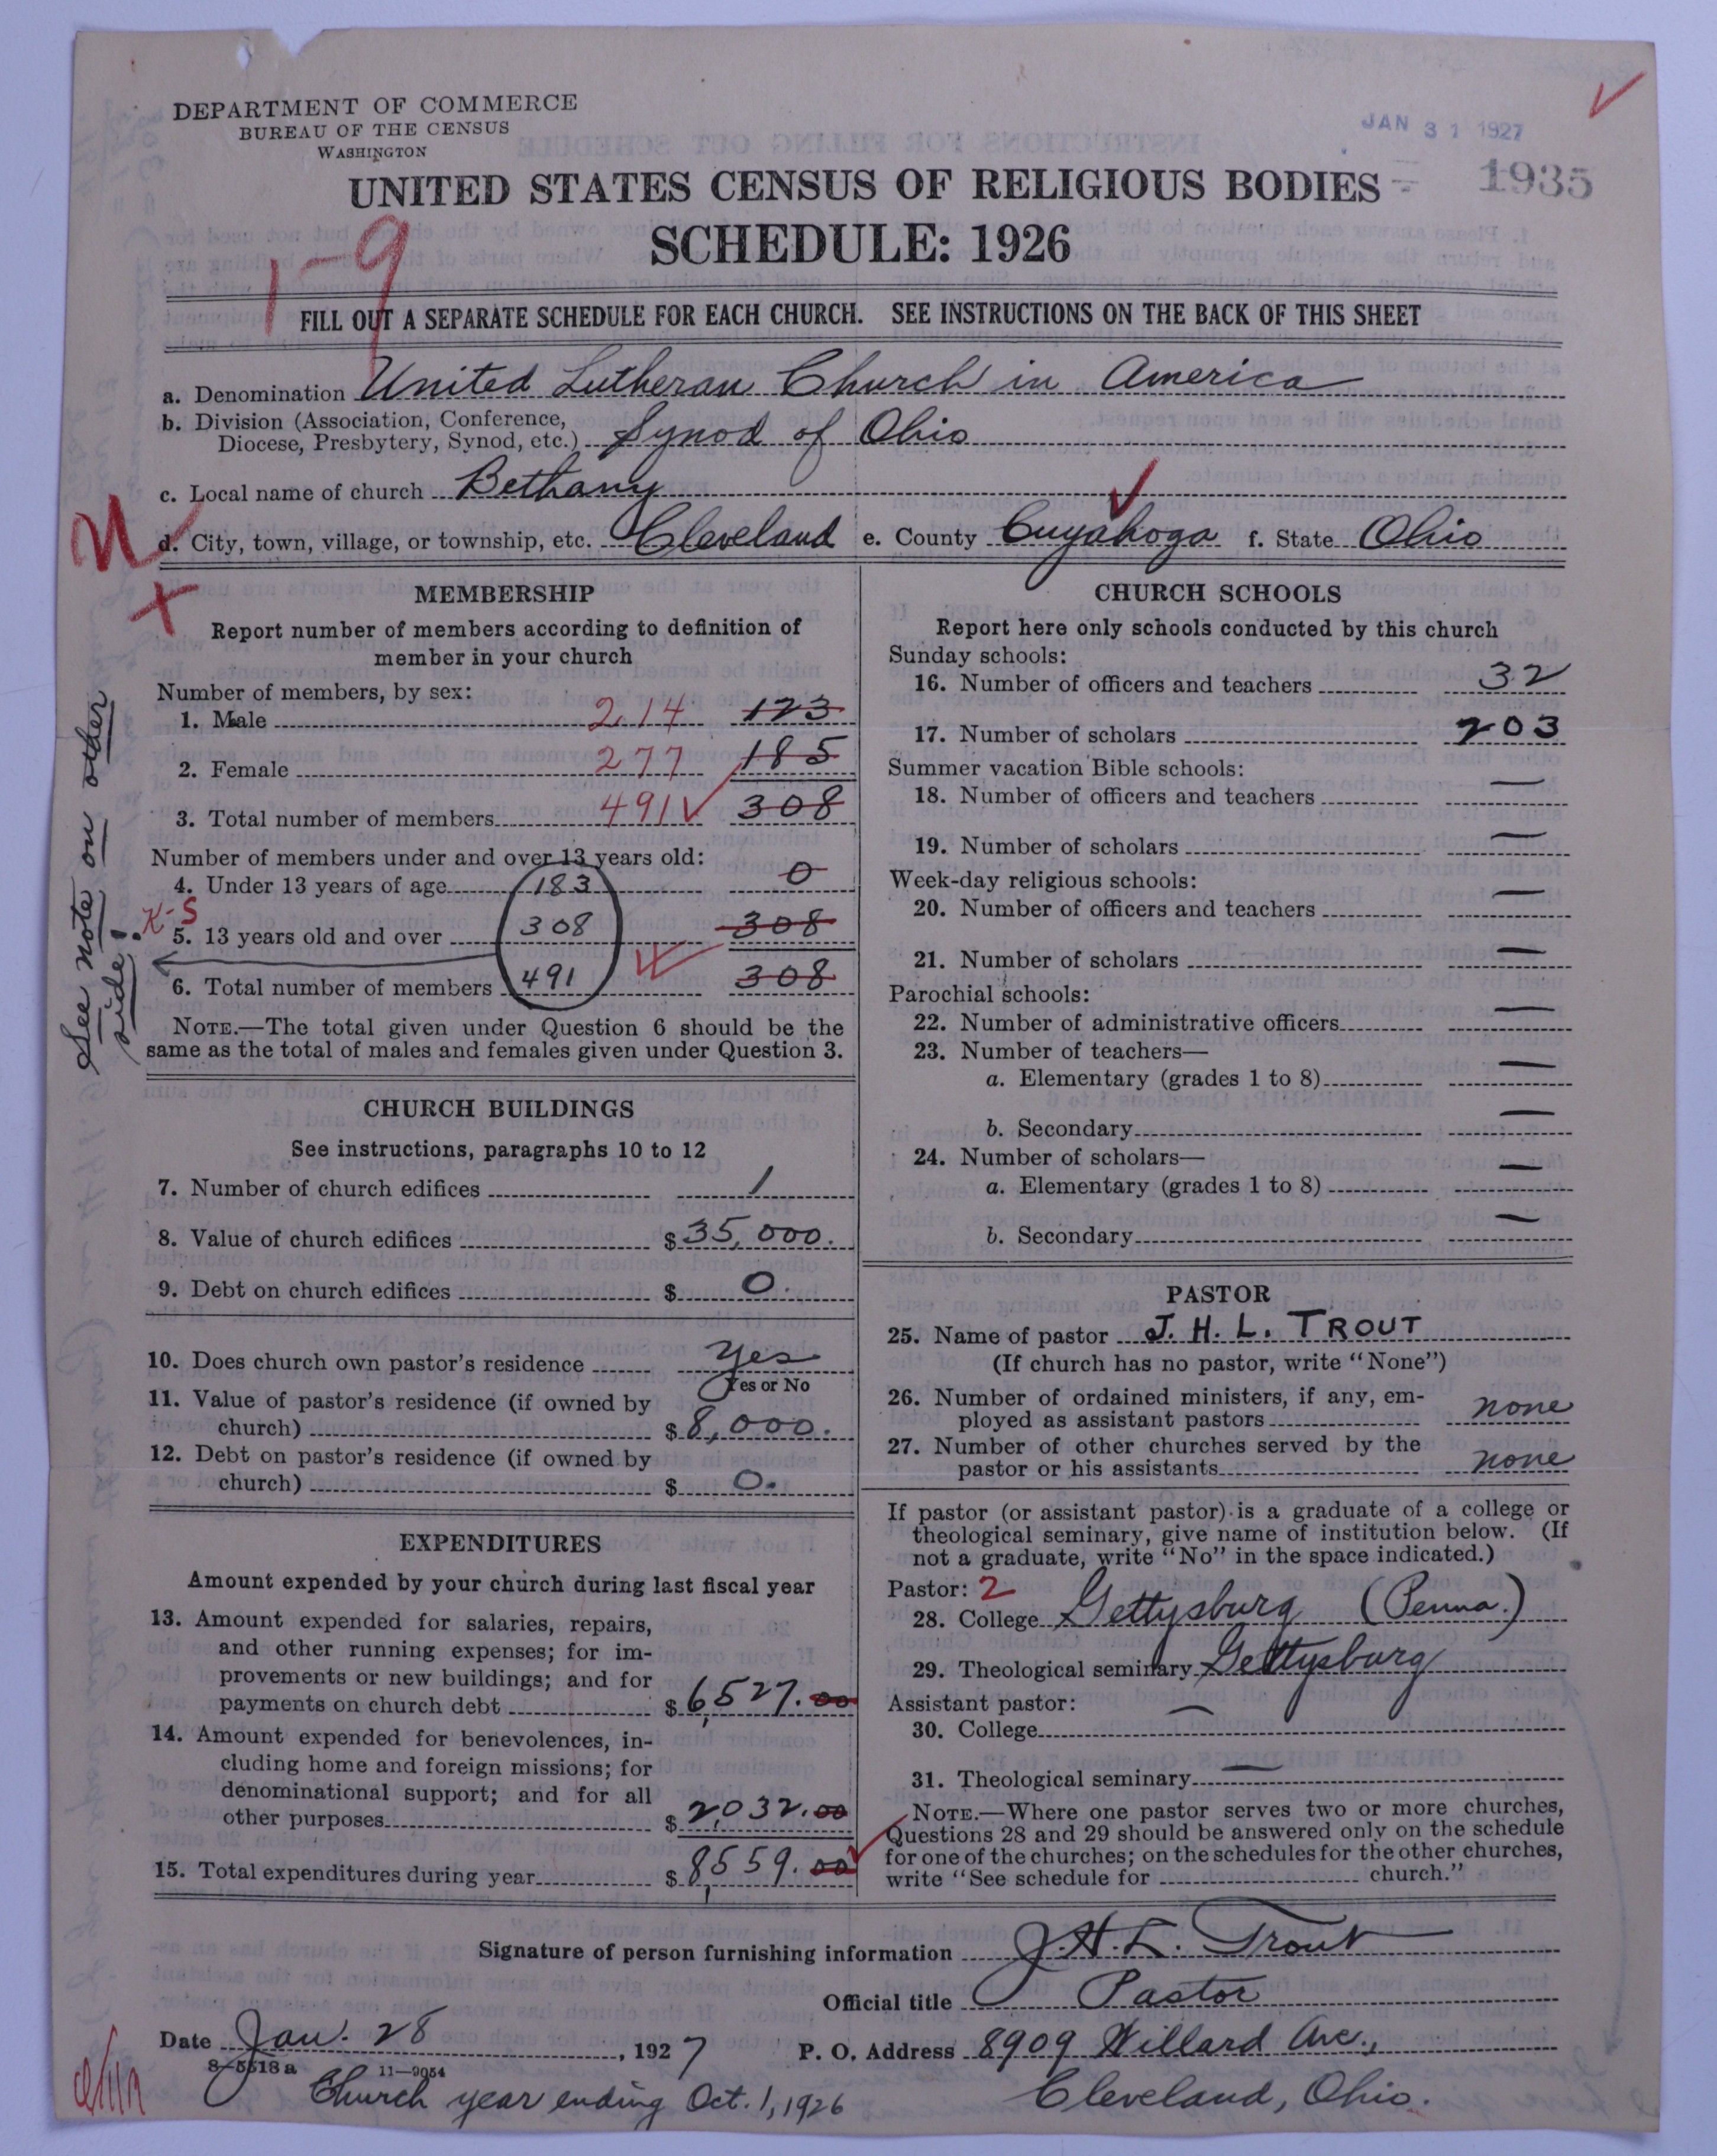 DEPARTMENT OF COMMERCE
BUREAU OF THE CENSUS
WASHINGTON
JAN 31 1927
1935
UNITED STATES CENSUS OF RELIGIOUS BODIES
SCHEDULE: 1926
1-9
FILL OUT A SEPARATE SCHEDULE FOR EACH CHURCH. SEE INSTRUCTIONS ON THE BACK OF THIS SHEET
a. Denomination United Lutheran Church in America
b. Division (Association, Conference,
Diocese, Presbytery, Synod, etc.) Synod of Ohio
c. Local name of church Bethany
d. City, town, village, or township, etc. Cleveland e. County Cuyahoga f. State Ohio
See note on other
side!
MEMBERSHIP
Report number of members according to definition of
member in your church
Number of members, by sex:
1. Male 214 123
2. Female 277 185
3. Total number of members 491 308
Number of members under and over 13 years old:
4. Under 13 years of age 183 0
K-S
5. 13 years old and over 308 308
6. Total number of members 491 308
NOTE.—The total given under Question 6 should be the
same as the total of males and females given under Question 3.
CHURCH BUILDINGS
See instructions, paragraphs 10 to 12
7. Number of church edifices 1
8. Value of church edifices $ 35,000.
9. Debt on church edifices $ 0.
10. Does church own pastor's residence Yes
Yes or No
11. Value of pastor's residence (if owned by
church) $ 8,000.
12. Debt on pastor's residence (if owned by
church) $ 0.
EXPENDITURES
Amount expended by your church during last fiscal year
13. Amount expended for salaries, repairs,
and other running expenses; for im-
provements or new buildings; and for
payments on church debt $ 6,527.00
14. Amount expended for benevolences, in-
cluding home and foreign missions; for
denominational support; and for all
other purposes $ 2,032.00
15. Total expenditures during year $ 8,559.00
CHURCH SCHOOLS
Report here only schools conducted by this church
Sunday schools:
16. Number of officers and teachers 32
17. Number of scholars 203
Summer vacation Bible schools:
18. Number of officers and teachers —
19. Number of scholars —
Week-day religious schools:
20. Number of officers and teachers —
21. Number of scholars —
Parochial schools:
22. Number of administrative officers —
23. Number of teachers—
a. Elementary (grades 1 to 8) —
b. Secondary —
24. Number of scholars—
a. Elementary (grades 1 to 8) —
b. Secondary —
PASTOR
25. Name of pastor J. H. L. TROUT
(If church has no pastor, write "None")
26. Number of ordained ministers, if any, em-
ployed as assistant pastors none
27. Number of other churches served by the
pastor or his assistants none
If pastor (or assistant pastor) is a graduate of a college or
theological seminary, give name of institution below. (If
not a graduate, write "No" in the space indicated.)
Pastor: 2
28. College Gettysburg (Penna.)
29. Theological seminary Gettysburg
Assistant pastor:
30. College —
31. Theological seminary —
NOTE.—Where one pastor serves two or more churches,
Questions 28 and 29 should be answered only on the schedule
for one of the churches; on the schedules for the other churches,
write "See schedule for church."
Signature of person furnishing information J. H. L. Trout
Official title Pastor
Date Jan. 28, 1927 P. O. Address 8909 Willard Ave.,
8-5518a 11-9054
Church year ending Oct. 1, 1926 Cleveland, Ohio.